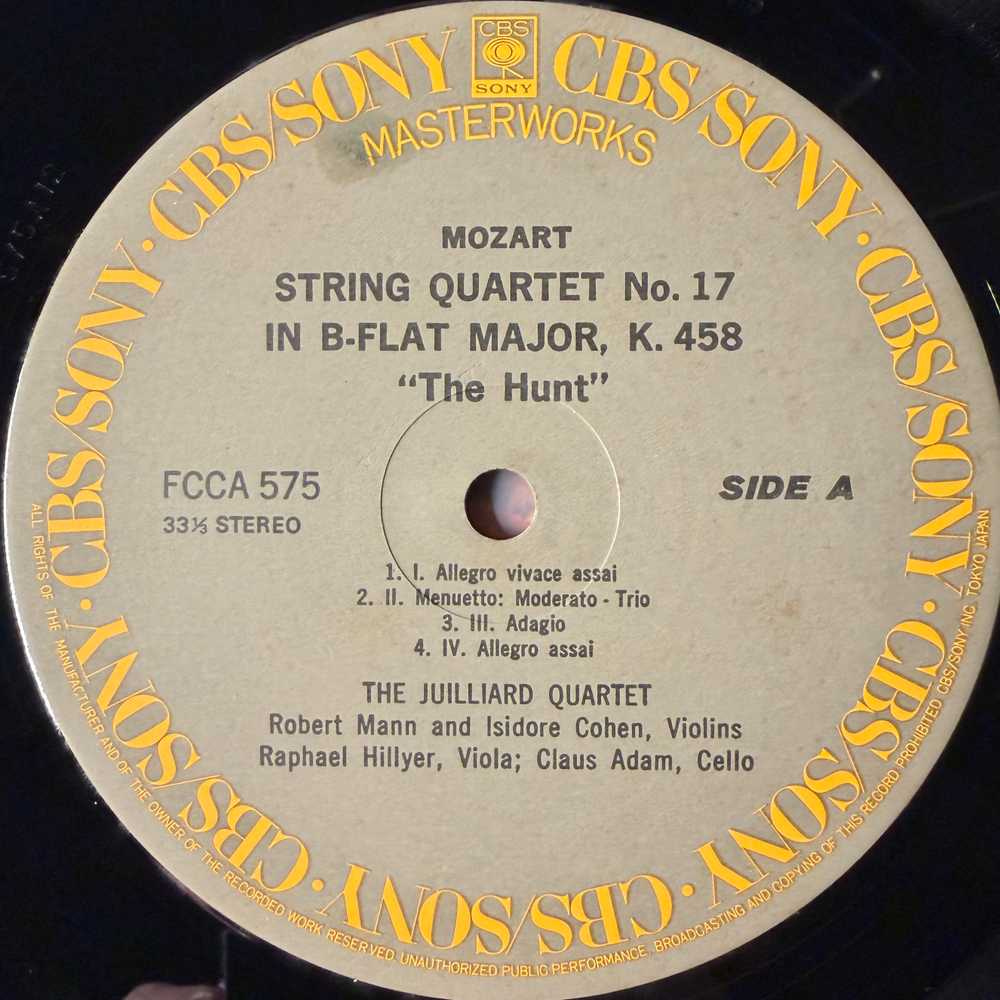 CBS
SONY
CBS/SONY · CBS/SONY · CBS/SONY · CBS/SONY · CBS/SONY · CBS/SONY · CBS/SONY · CBS/SONY
MASTERWORKS
MOZART
STRING QUARTET No. 17
IN B-FLAT MAJOR, K. 458
“The Hunt”
FCCA 575
33⅓ STEREO
SIDE A
1. I. Allegro vivace assai
2. II. Menuetto: Moderato - Trio
3. III. Adagio
4. IV. Allegro assai
THE JUILLIARD QUARTET
Robert Mann and Isidore Cohen, Violins
Raphael Hillyer, Viola; Claus Adam, Cello
ALL RIGHTS OF THE MANUFACTURER AND OF THE OWNER OF THE RECORDED WORK RESERVED. UNAUTHORIZED PUBLIC PERFORMANCE. BROADCASTING AND COPYING OF THIS RECORD PROHIBITED CBS/SONY INC. TOKYO JAPAN